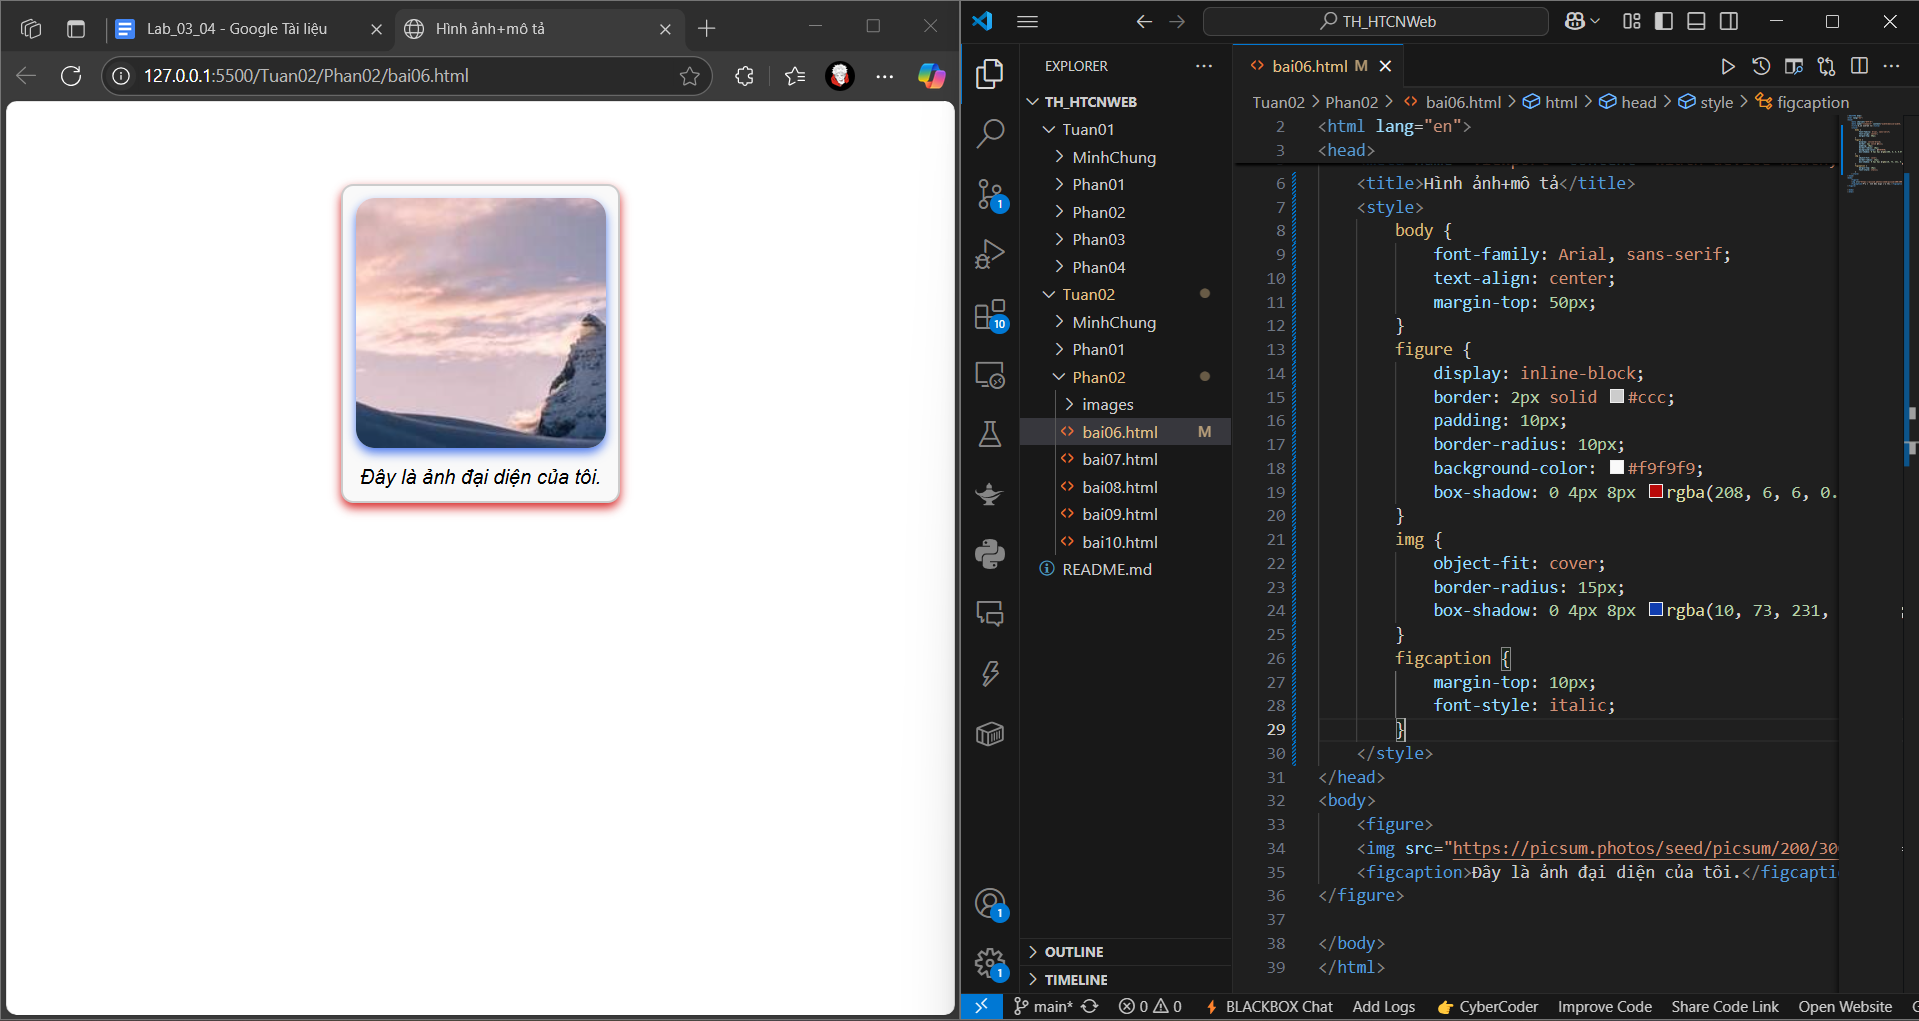 Lab_03_04 - Google Tài liệu
Hình ảnh+mô tả
127.0.0.1:5500/Tuan02/Phan02/bai06.html
Đây là ảnh đại diện của tôi.
TH_HTCNWeb
EXPLORER
TH_HTCNWEB
Tuan01
MinhChung
Phan01
Phan02
Phan03
Phan04
Tuan02
MinhChung
Phan01
Phan02
images
bai06.html M
bai07.html
bai08.html
bai09.html
bai10.html
README.md
OUTLINE
TIMELINE
1
10
1
1
bai06.html M
Tuan02 > Phan02 > bai06.html > html > head > style > figcaption
2 <html lang="en">
3 <head>
6 <title>Hình ảnh+mô tả</title>
7 <style>
8 body {
9 font-family: Arial, sans-serif;
10 text-align: center;
11 margin-top: 50px;
12 }
13 figure {
14 display: inline-block;
15 border: 2px solid #ccc;
16 padding: 10px;
17 border-radius: 10px;
18 background-color: #f9f9f9;
19 box-shadow: 0 4px 8px rgba(208, 6, 6, 0.
20 }
21 img {
22 object-fit: cover;
23 border-radius: 15px;
24 box-shadow: 0 4px 8px rgba(10, 73, 231,
25 }
26 figcaption {
27 margin-top: 10px;
28 font-style: italic;
29 }
30 </style>
31 </head>
32 <body>
33 <figure>
34 <img src="https://picsum.photos/seed/picsum/200/30
35 <figcaption>Đây là ảnh đại diện của tôi.</figcapti
36 </figure>
37
38 </body>
39 </html>
main* 0 0 BLACKBOX Chat Add Logs CyberCoder Improve Code Share Code Link Open Website